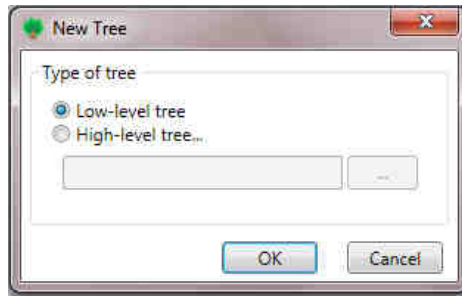 New Tree
Type of tree
Low-level tree
High-level tree...
...
OK Cancel